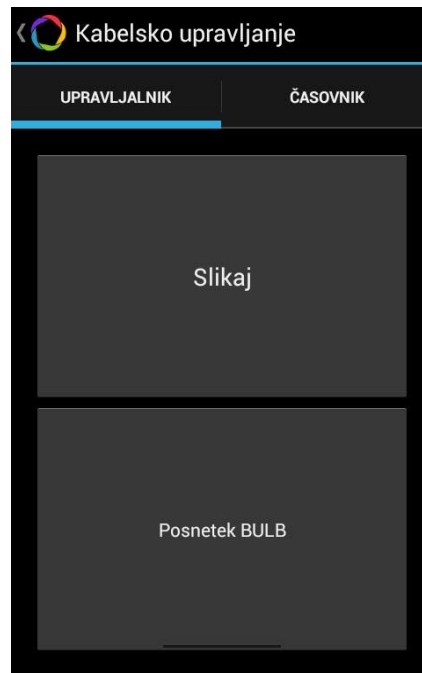 Kabelsko upravljanje
UPRAVLJALNIK ČASOVNIK
Slikaj
Posnetek BULB